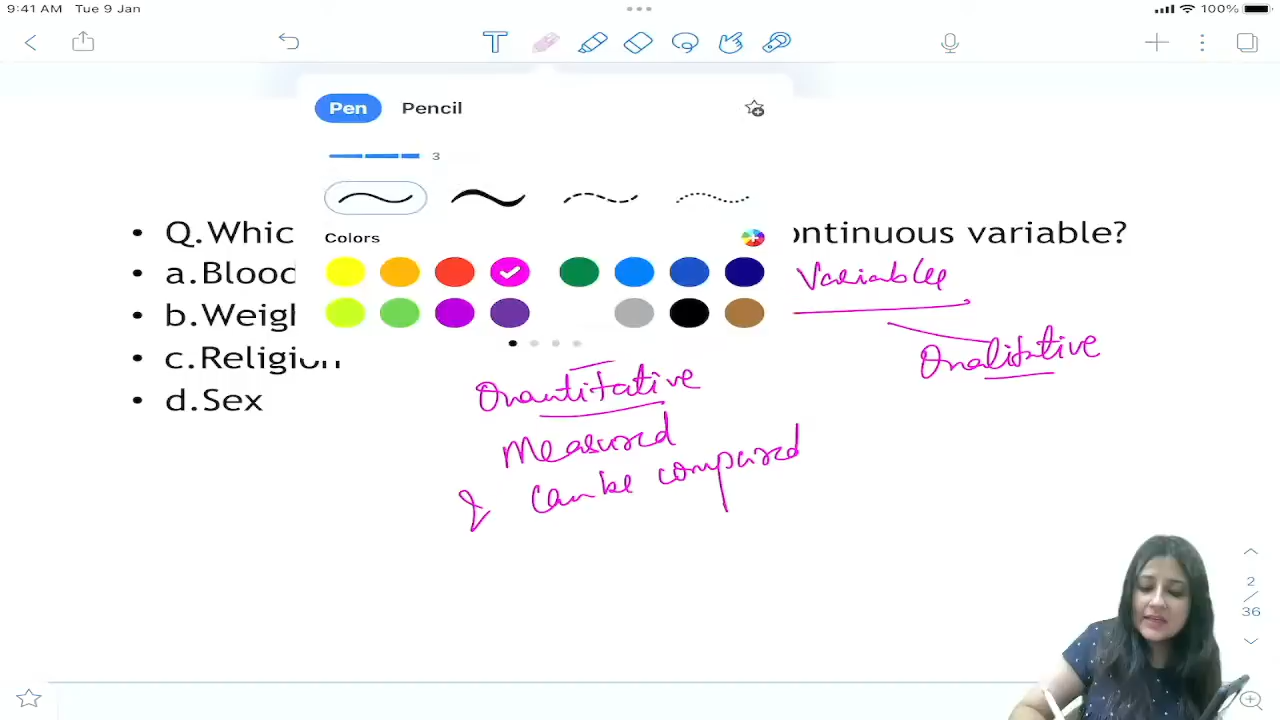 9:41 AM Tue 9 Jan
100%
T
Pen Pencil
3
Colors
• Q.Whic ontinuous variable?
• a.Blood
• b.Weigh
• c.Religion
• d.Sex
Variables
Qualitative
Quantitative
Measured
& Can be compared
2
/
36